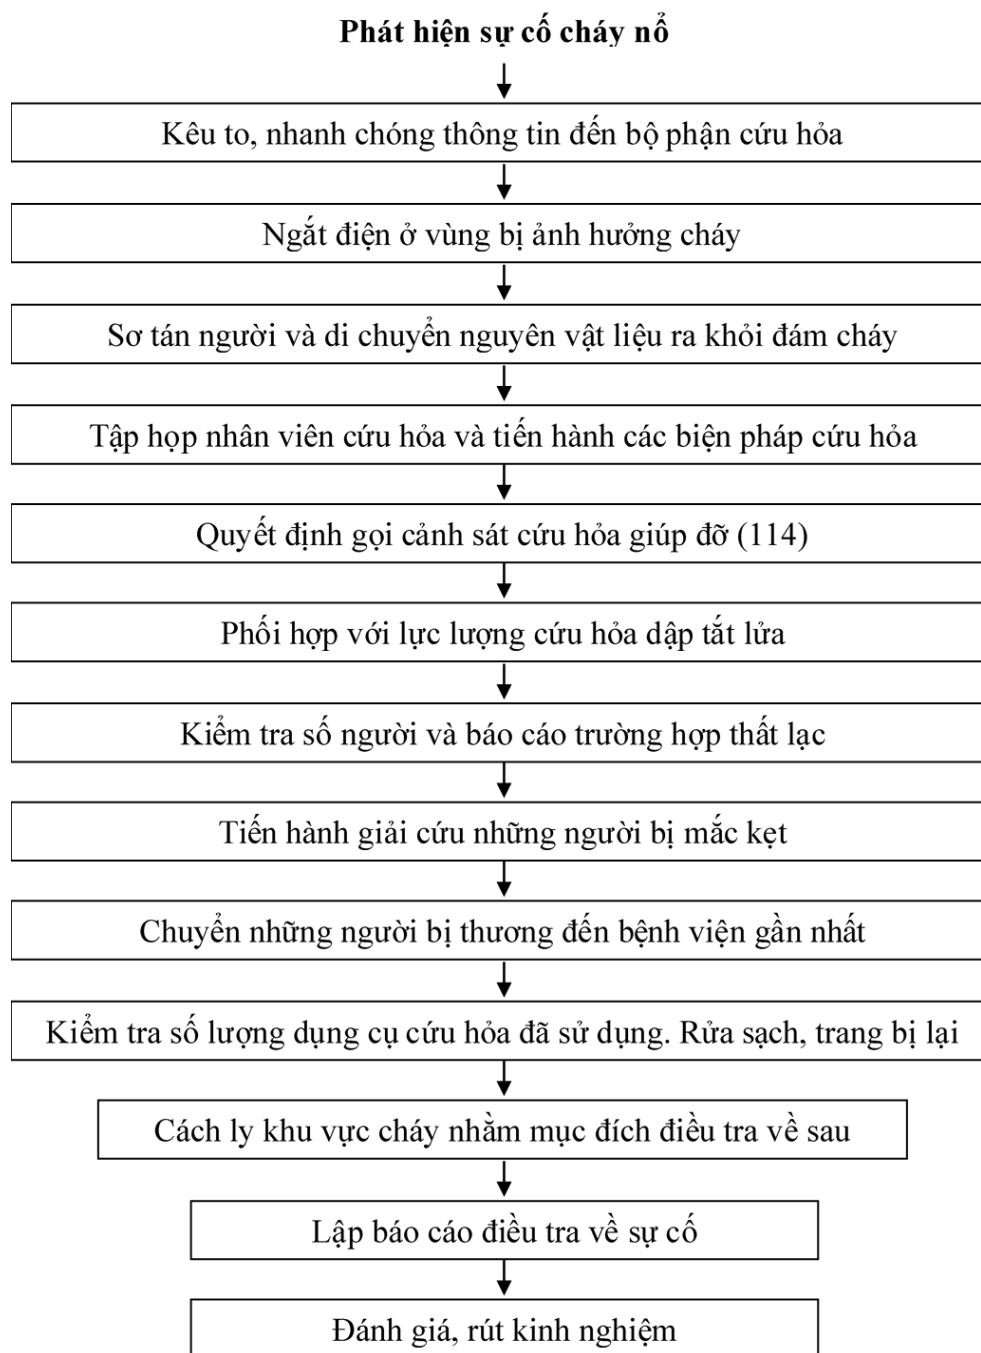 Phát hiện sự cố cháy nổ
Kêu to, nhanh chóng thông tin đến bộ phận cứu hỏa
Ngắt điện ở vùng bị ảnh hưởng cháy
Sơ tán người và di chuyển nguyên vật liệu ra khỏi đám cháy
Tập họp nhân viên cứu hỏa và tiến hành các biện pháp cứu hỏa
Quyết định gọi cảnh sát cứu hỏa giúp đỡ (114)
Phối hợp với lực lượng cứu hỏa dập tắt lửa
Kiểm tra số người và báo cáo trường hợp thất lạc
Tiến hành giải cứu những người bị mắc kẹt
Chuyển những người bị thương đến bệnh viện gần nhất
Kiểm tra số lượng dụng cụ cứu hỏa đã sử dụng. Rửa sạch, trang bị lại
Cách ly khu vực cháy nhằm mục đích điều tra về sau
Lập báo cáo điều tra về sự cố
Đánh giá, rút kinh nghiệm